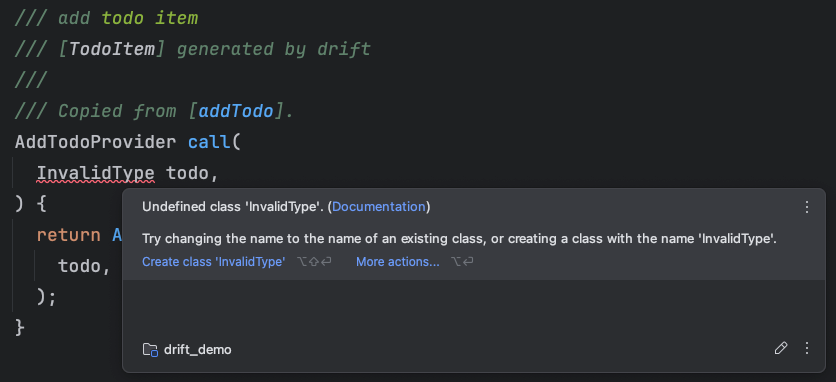 /// add todo item
/// [TodoItem] generated by drift
///
/// Copied from [addTodo].
AddTodoProvider call(
InvalidType todo,
) {
return A
todo,
);
}
Undefined class 'InvalidType'. (Documentation)
Try changing the name to the name of an existing class, or creating a class with the name 'InvalidType'.
Create class 'InvalidType' ⌥⇧⏎ More actions... ⌥⏎
drift_demo